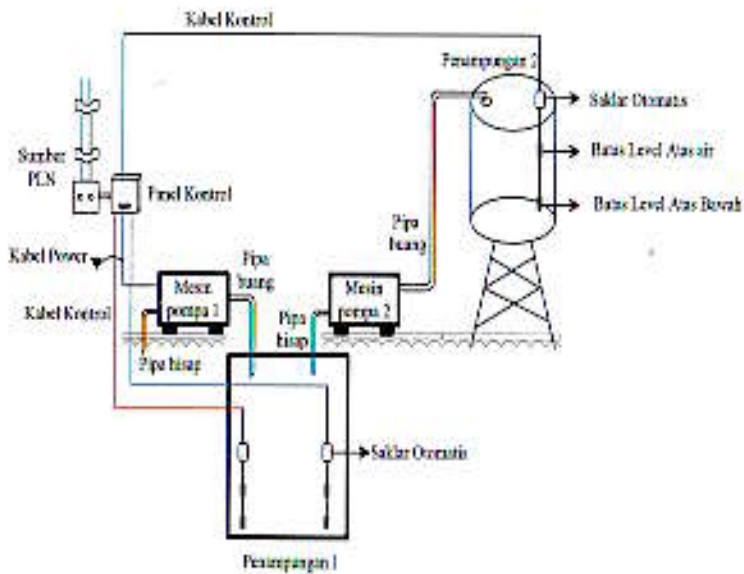 Kabel Kontrol
Penampungan 2
Saklar Otomatis
Batas Level Atas air
Batas Level Atas Bawah
Sumber
PLN
Panel Kontrol
Pipa
buang
Kabel Power
Pipa
buang
Mesin
pompa 1
Mesin
pompa 2
Kabel Kontrol
Pipa
hisap
Pipa hisap
Saklar Otomatis
Penampungan 1